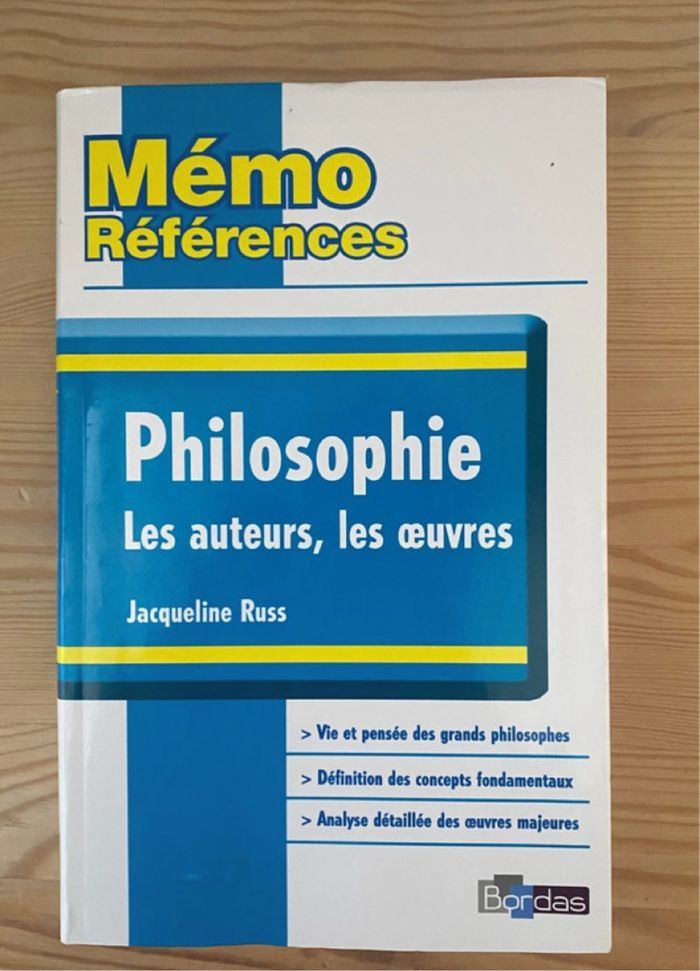 Mémo
Références
Philosophie
Les auteurs, les œuvres
Jacqueline Russ
> Vie et pensée des grands philosophes
> Définition des concepts fondamentaux
> Analyse détaillée des œuvres majeures
Bordas